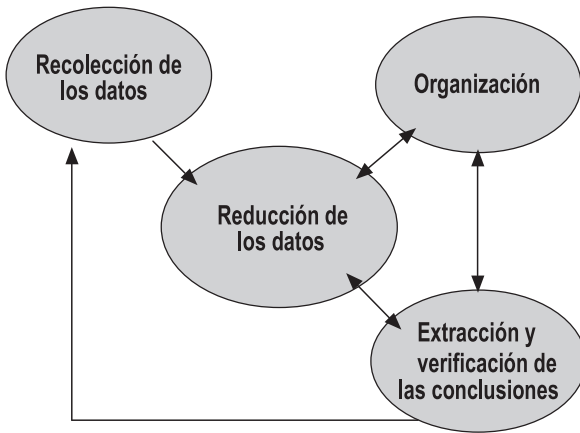 Recolección de
los datos
Organización
Reducción de
los datos
Extracción y
verificación de
las conclusiones